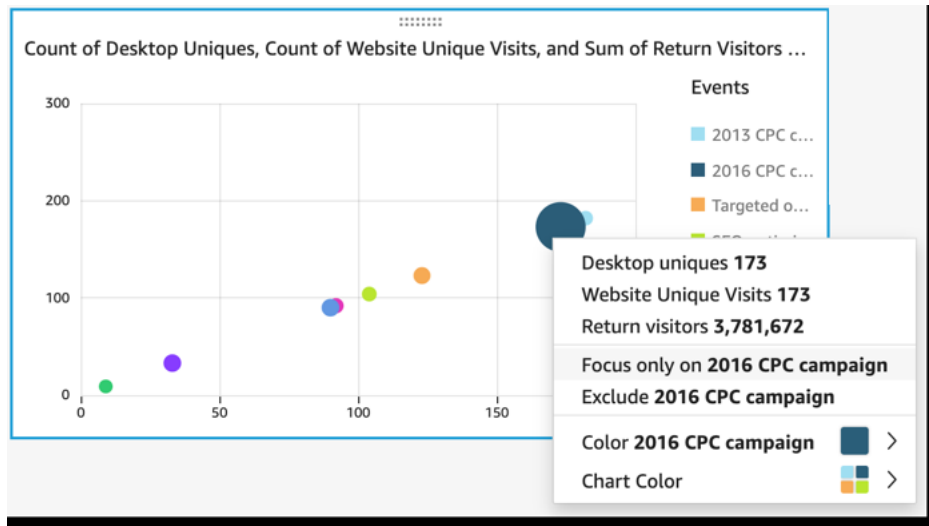 Count of Desktop Uniques, Count of Website Unique Visits, and Sum of Return Visitors ...
Events
300
200
100
0
0
50
100
150
2013 CPC c...
2016 CPC c...
Targeted o...
Desktop uniques 173
Website Unique Visits 173
Return visitors 3,781,672
Focus only on 2016 CPC campaign
Exclude 2016 CPC campaign
Color 2016 CPC campaign
Chart Color